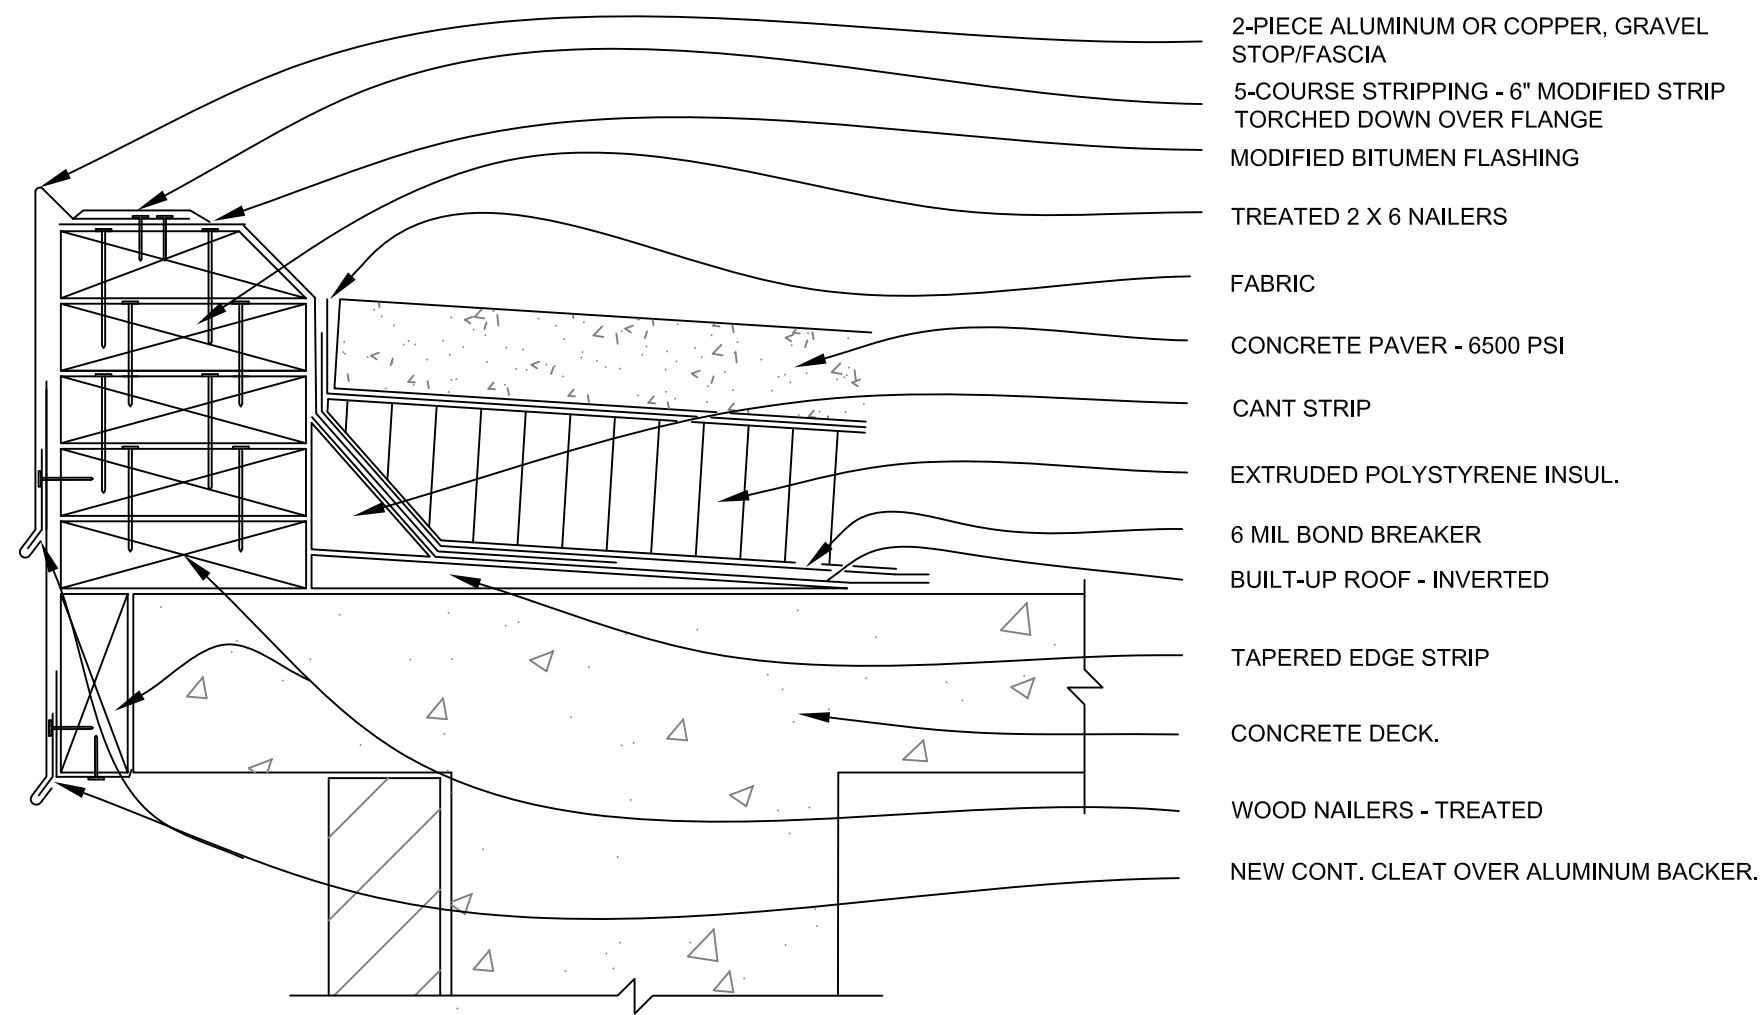 2-PIECE ALUMINUM OR COPPER, GRAVEL
STOP/FASCIA
5-COURSE STRIPPING - 6" MODIFIED STRIP
TORCHED DOWN OVER FLANGE
MODIFIED BITUMEN FLASHING
TREATED 2 X 6 NAILERS
FABRIC
CONCRETE PAVER - 6500 PSI
CANT STRIP
EXTRUDED POLYSTYRENE INSUL.
6 MIL BOND BREAKER
BUILT-UP ROOF - INVERTED
TAPERED EDGE STRIP
CONCRETE DECK.
WOOD NAILERS - TREATED
NEW CONT. CLEAT OVER ALUMINUM BACKER.